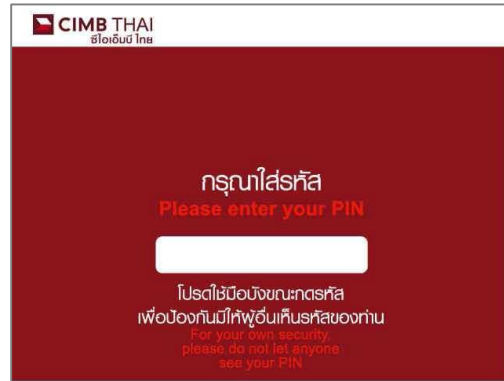 CIMB THAI
ซีไอเอ็มบี ไทย
กรุณาใส่รหัส
Please enter your PIN
โปรดใช้มือบังขณะกดรหัส
เพื่อป้องกันมิให้ผู้อื่นเห็นรหัสของท่าน
For your own security,
please do not let anyone
see your PIN